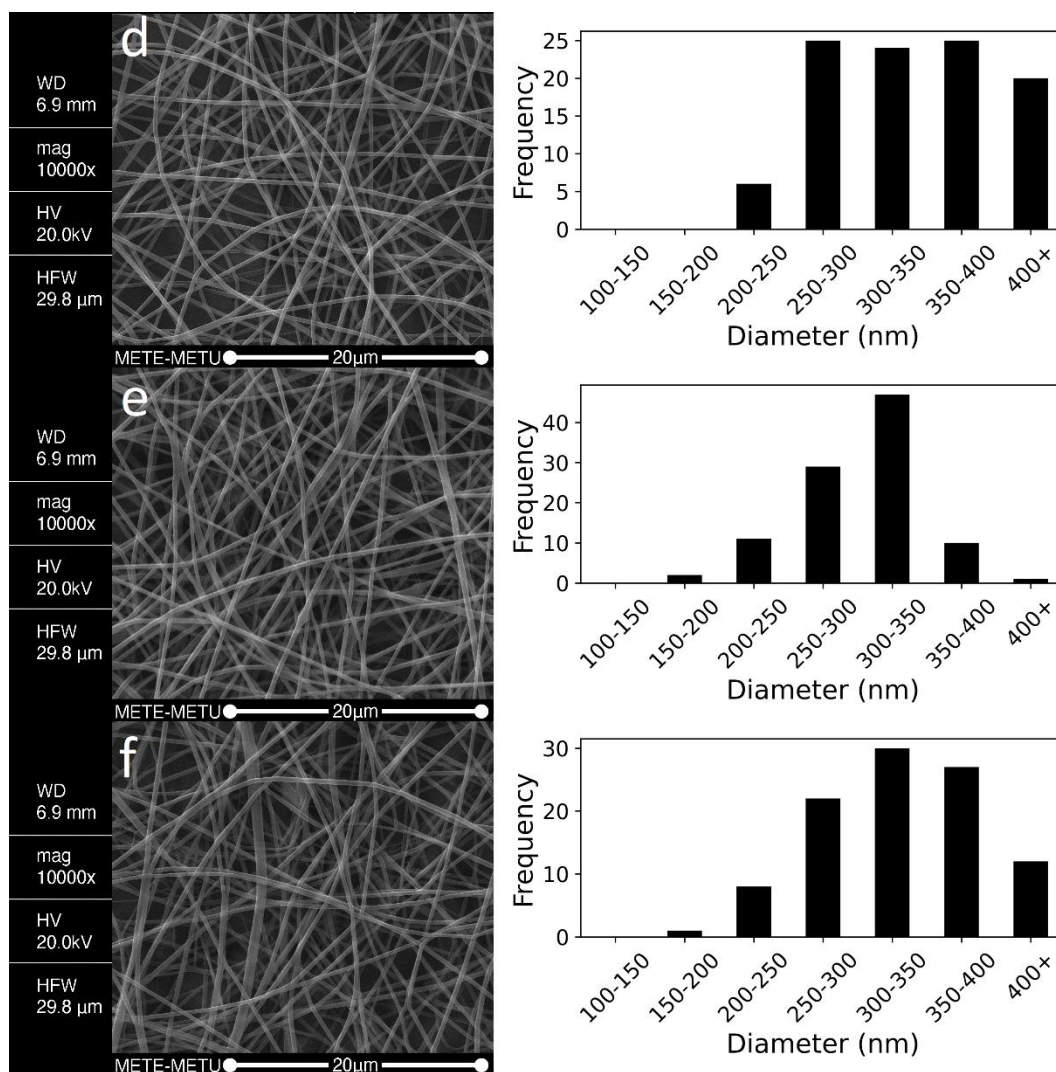 d
WD
6.9 mm
mag
10000x
HV
20.0kV
HFW
29.8 µm
METE-METU 20µm
25
20
15
10
5
0
Frequency
100-150
150-200
200-250
250-300
300-350
350-400
400+
Diameter (nm)
e
WD
6.9 mm
mag
10000x
HV
20.0kV
HFW
29.8 µm
METE-METU 20µm
40
30
20
10
0
Frequency
100-150
150-200
200-250
250-300
300-350
350-400
400+
Diameter (nm)
f
WD
6.9 mm
mag
10000x
HV
20.0kV
HFW
29.8 µm
METE-METU 20µm
30
20
10
0
Frequency
100-150
150-200
200-250
250-300
300-350
350-400
400+
Diameter (nm)